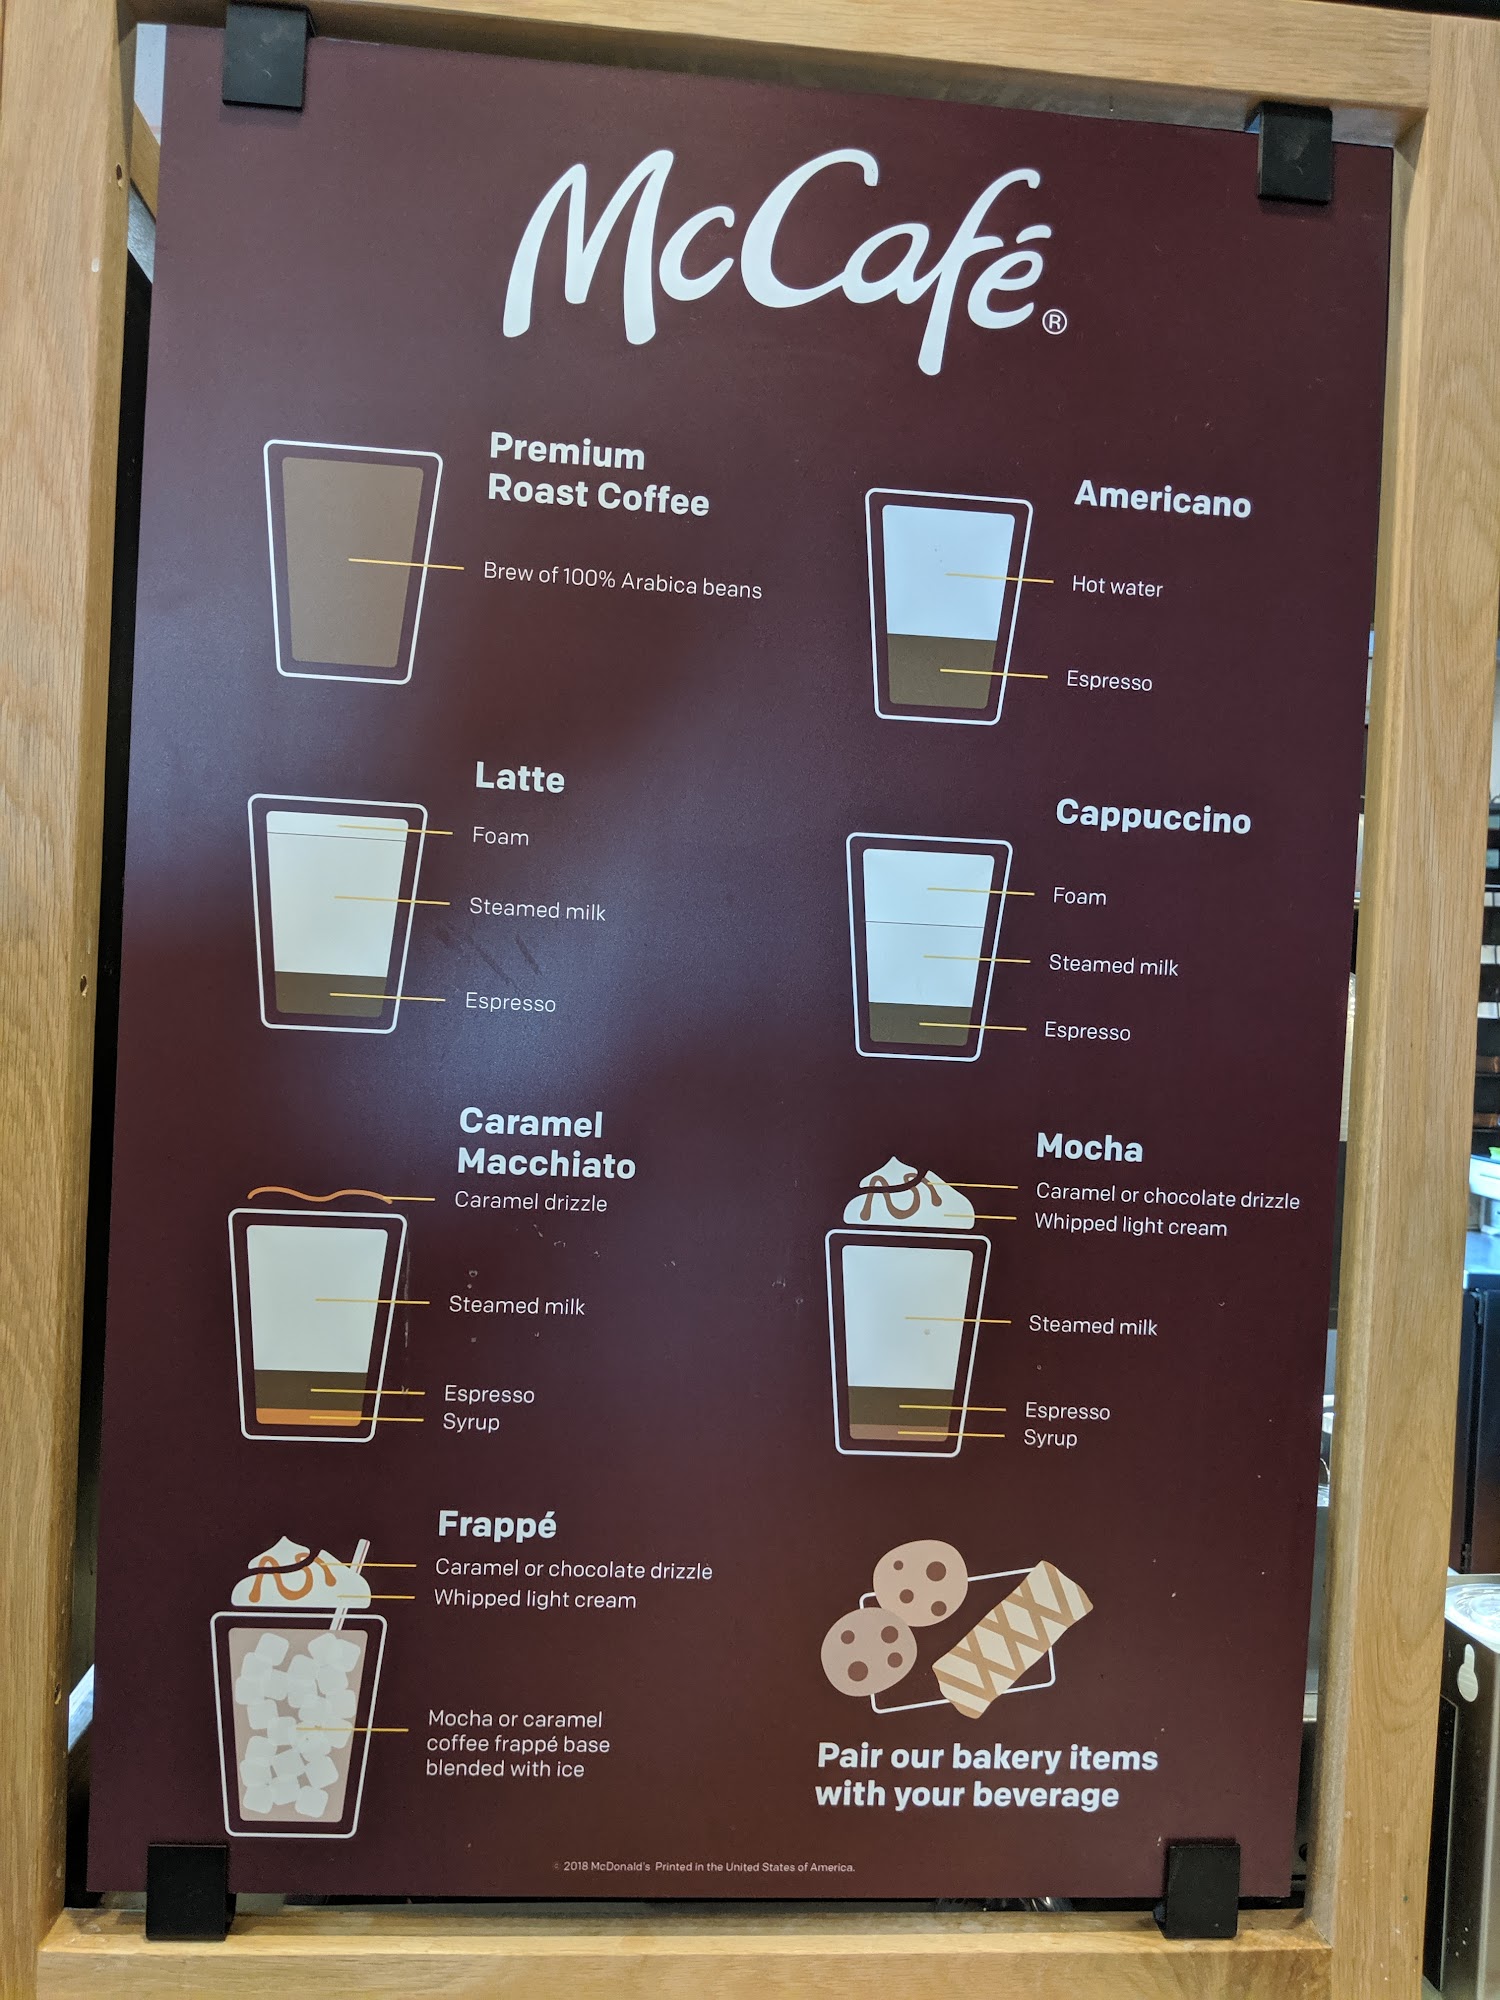 McCafé®
Premium
Roast Coffee
Brew of 100% Arabica beans
Americano
Hot water
Espresso
Latte
Foam
Steamed milk
Espresso
Cappuccino
Foam
Steamed milk
Espresso
Caramel
Macchiato
Caramel drizzle
Steamed milk
Espresso
Syrup
Mocha
Caramel or chocolate drizzle
Whipped light cream
Steamed milk
Espresso
Syrup
Frappé
Caramel or chocolate drizzle
Whipped light cream
Mocha or caramel
coffee frappé base
blended with ice
Pair our bakery items
with your beverage
© 2018 McDonald's Printed in the United States of America.